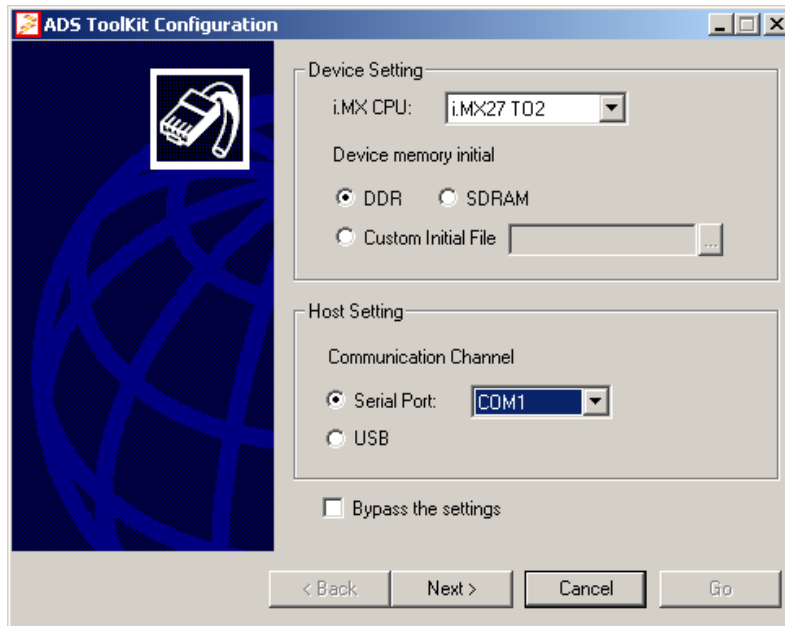 ADS ToolKit Configuration
Device Setting
i.MX CPU: i.MX27 TO2
Device memory initial
DDR SDRAM
Custom Initial File ...
Host Setting
Communication Channel
Serial Port: COM1
USB
Bypass the settings
< Back Next > Cancel Go